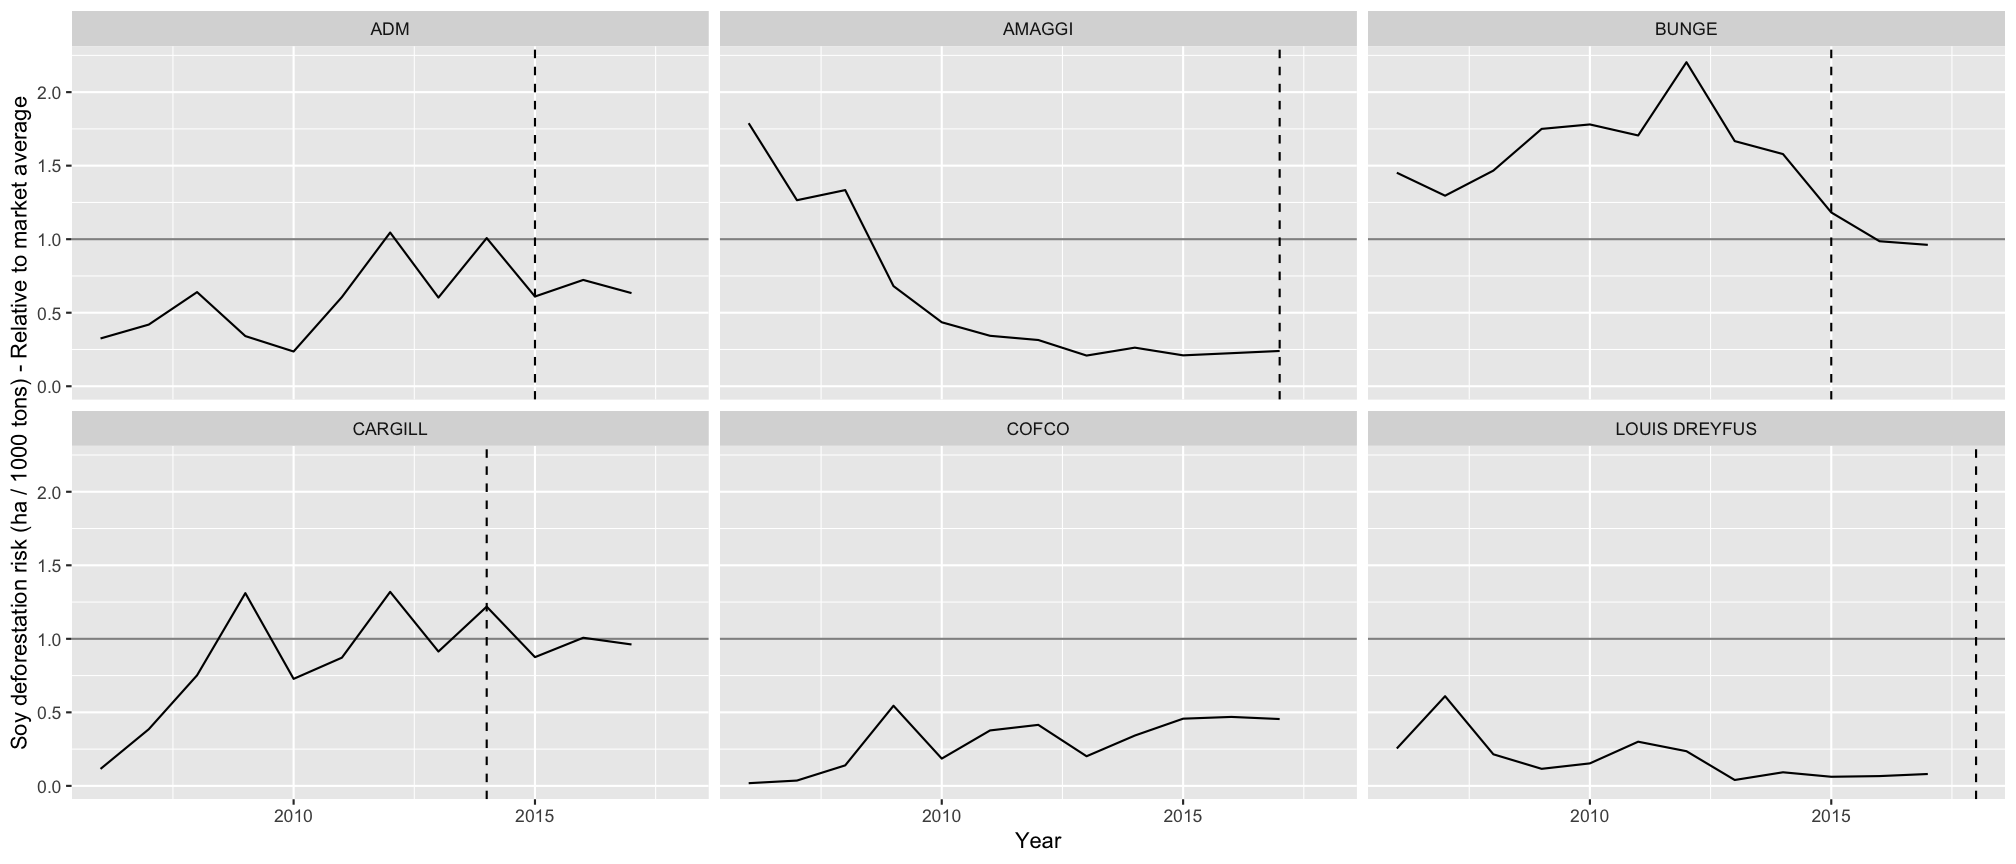 ADM AMAGGI BUNGE
Soy deforestation risk (ha / 1000 tons) - Relative to market average
2.0
1.5
1.0
0.5
0.0
CARGILL COFCO LOUIS DREYFUS
2.0
1.5
1.0
0.5
0.0
2010 2015 2010 2015 2010 2015
Year